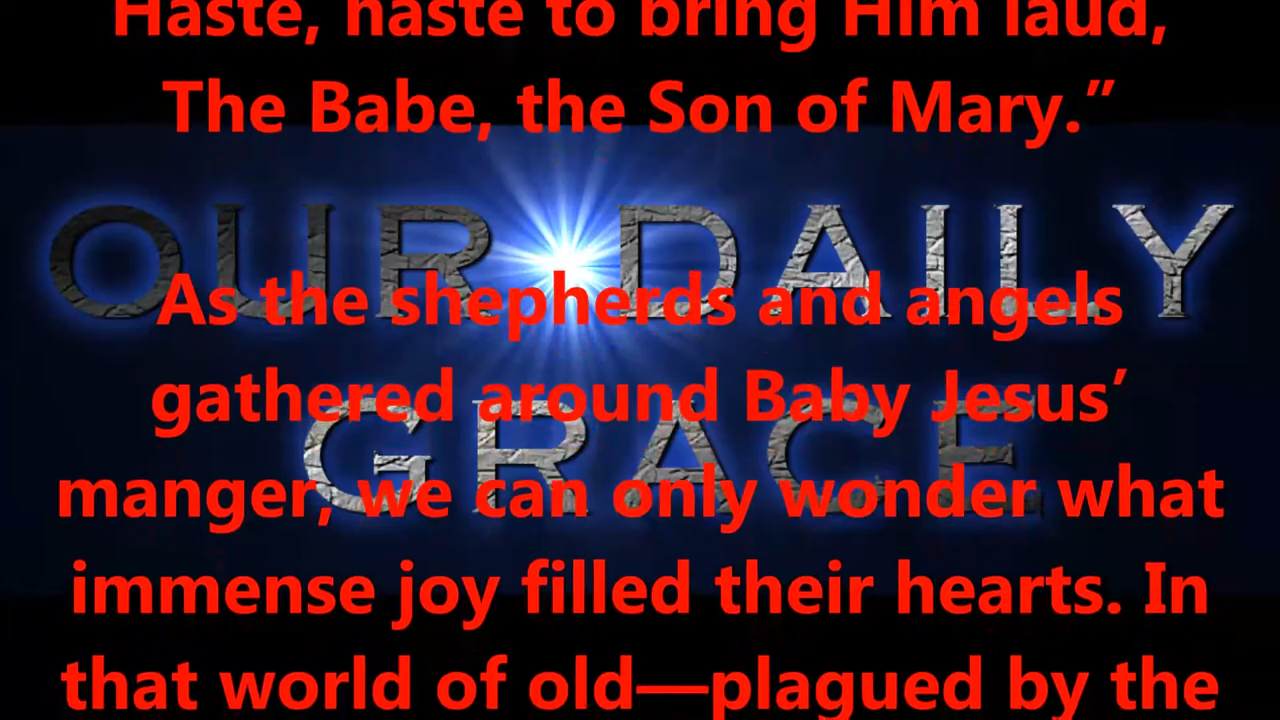 Haste, haste to bring Him laud,
The Babe, the Son of Mary.”
OUR DAILY
As the shepherds and angels
gathered around Baby Jesus’
GRACE
manger, we can only wonder what
immense joy filled their hearts. In
that world of old—plagued by the